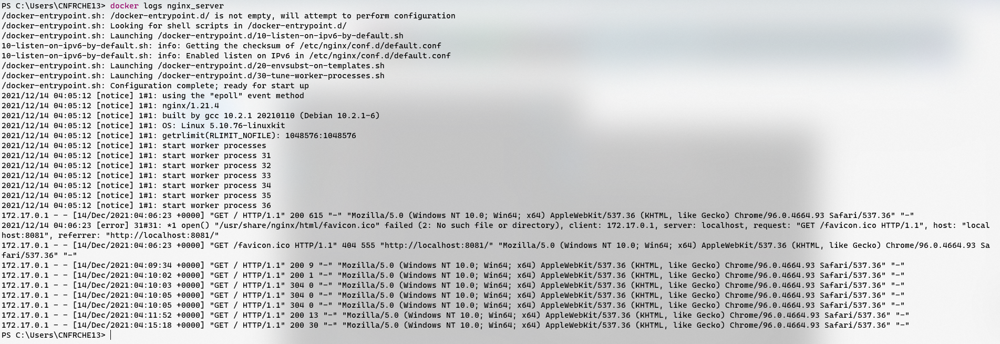 PS C:\Users\CNFRCHE13> docker logs nginx_server
/docker-entrypoint.sh: /docker-entrypoint.d/ is not empty, will attempt to perform configuration
/docker-entrypoint.sh: Looking for shell scripts in /docker-entrypoint.d/
/docker-entrypoint.sh: Launching /docker-entrypoint.d/10-listen-on-ipv6-by-default.sh
10-listen-on-ipv6-by-default.sh: info: Getting the checksum of /etc/nginx/conf.d/default.conf
10-listen-on-ipv6-by-default.sh: info: Enabled listen on IPv6 in /etc/nginx/conf.d/default.conf
/docker-entrypoint.sh: Launching /docker-entrypoint.d/20-envsubst-on-templates.sh
/docker-entrypoint.sh: Launching /docker-entrypoint.d/30-tune-worker-processes.sh
/docker-entrypoint.sh: Configuration complete; ready for start up
2021/12/14 04:05:12 [notice] 1#1: using the "epoll" event method
2021/12/14 04:05:12 [notice] 1#1: nginx/1.21.4
2021/12/14 04:05:12 [notice] 1#1: built by gcc 10.2.1 20210110 (Debian 10.2.1-6)
2021/12/14 04:05:12 [notice] 1#1: OS: Linux 5.10.76-linuxkit
2021/12/14 04:05:12 [notice] 1#1: getrlimit(RLIMIT_NOFILE): 1048576:1048576
2021/12/14 04:05:12 [notice] 1#1: start worker processes
2021/12/14 04:05:12 [notice] 1#1: start worker process 31
2021/12/14 04:05:12 [notice] 1#1: start worker process 32
2021/12/14 04:05:12 [notice] 1#1: start worker process 33
2021/12/14 04:05:12 [notice] 1#1: start worker process 34
2021/12/14 04:05:12 [notice] 1#1: start worker process 35
2021/12/14 04:05:12 [notice] 1#1: start worker process 36
172.17.0.1 - - [14/Dec/2021:04:06:23 +0000] "GET / HTTP/1.1" 200 615 "-" "Mozilla/5.0 (Windows NT 10.0; Win64; x64) AppleWebKit/537.36 (KHTML, like Gecko) Chrome/96.0.4664.93 Safari/537.36" "-"
2021/12/14 04:06:23 [error] 31#31: *1 open() "/usr/share/nginx/html/favicon.ico" failed (2: No such file or directory), client: 172.17.0.1, server: localhost, request: "GET /favicon.ico HTTP/1.1", host: "local
host:8081", referrer: "http://localhost:8081/"
172.17.0.1 - - [14/Dec/2021:04:06:23 +0000] "GET /favicon.ico HTTP/1.1" 404 555 "http://localhost:8081/" "Mozilla/5.0 (Windows NT 10.0; Win64; x64) AppleWebKit/537.36 (KHTML, like Gecko) Chrome/96.0.4664.93 Sa
fari/537.36" "-"
172.17.0.1 - - [14/Dec/2021:04:09:34 +0000] "GET / HTTP/1.1" 200 9 "-" "Mozilla/5.0 (Windows NT 10.0; Win64; x64) AppleWebKit/537.36 (KHTML, like Gecko) Chrome/96.0.4664.93 Safari/537.36" "-"
172.17.0.1 - - [14/Dec/2021:04:10:02 +0000] "GET / HTTP/1.1" 200 1 "-" "Mozilla/5.0 (Windows NT 10.0; Win64; x64) AppleWebKit/537.36 (KHTML, like Gecko) Chrome/96.0.4664.93 Safari/537.36" "-"
172.17.0.1 - - [14/Dec/2021:04:10:03 +0000] "GET / HTTP/1.1" 304 0 "-" "Mozilla/5.0 (Windows NT 10.0; Win64; x64) AppleWebKit/537.36 (KHTML, like Gecko) Chrome/96.0.4664.93 Safari/537.36" "-"
172.17.0.1 - - [14/Dec/2021:04:10:05 +0000] "GET / HTTP/1.1" 304 0 "-" "Mozilla/5.0 (Windows NT 10.0; Win64; x64) AppleWebKit/537.36 (KHTML, like Gecko) Chrome/96.0.4664.93 Safari/537.36" "-"
172.17.0.1 - - [14/Dec/2021:04:10:05 +0000] "GET / HTTP/1.1" 304 0 "-" "Mozilla/5.0 (Windows NT 10.0; Win64; x64) AppleWebKit/537.36 (KHTML, like Gecko) Chrome/96.0.4664.93 Safari/537.36" "-"
172.17.0.1 - - [14/Dec/2021:04:11:52 +0000] "GET / HTTP/1.1" 200 13 "-" "Mozilla/5.0 (Windows NT 10.0; Win64; x64) AppleWebKit/537.36 (KHTML, like Gecko) Chrome/96.0.4664.93 Safari/537.36" "-"
172.17.0.1 - - [14/Dec/2021:04:15:18 +0000] "GET / HTTP/1.1" 200 30 "-" "Mozilla/5.0 (Windows NT 10.0; Win64; x64) AppleWebKit/537.36 (KHTML, like Gecko) Chrome/96.0.4664.93 Safari/537.36" "-"
PS C:\Users\CNFRCHE13>